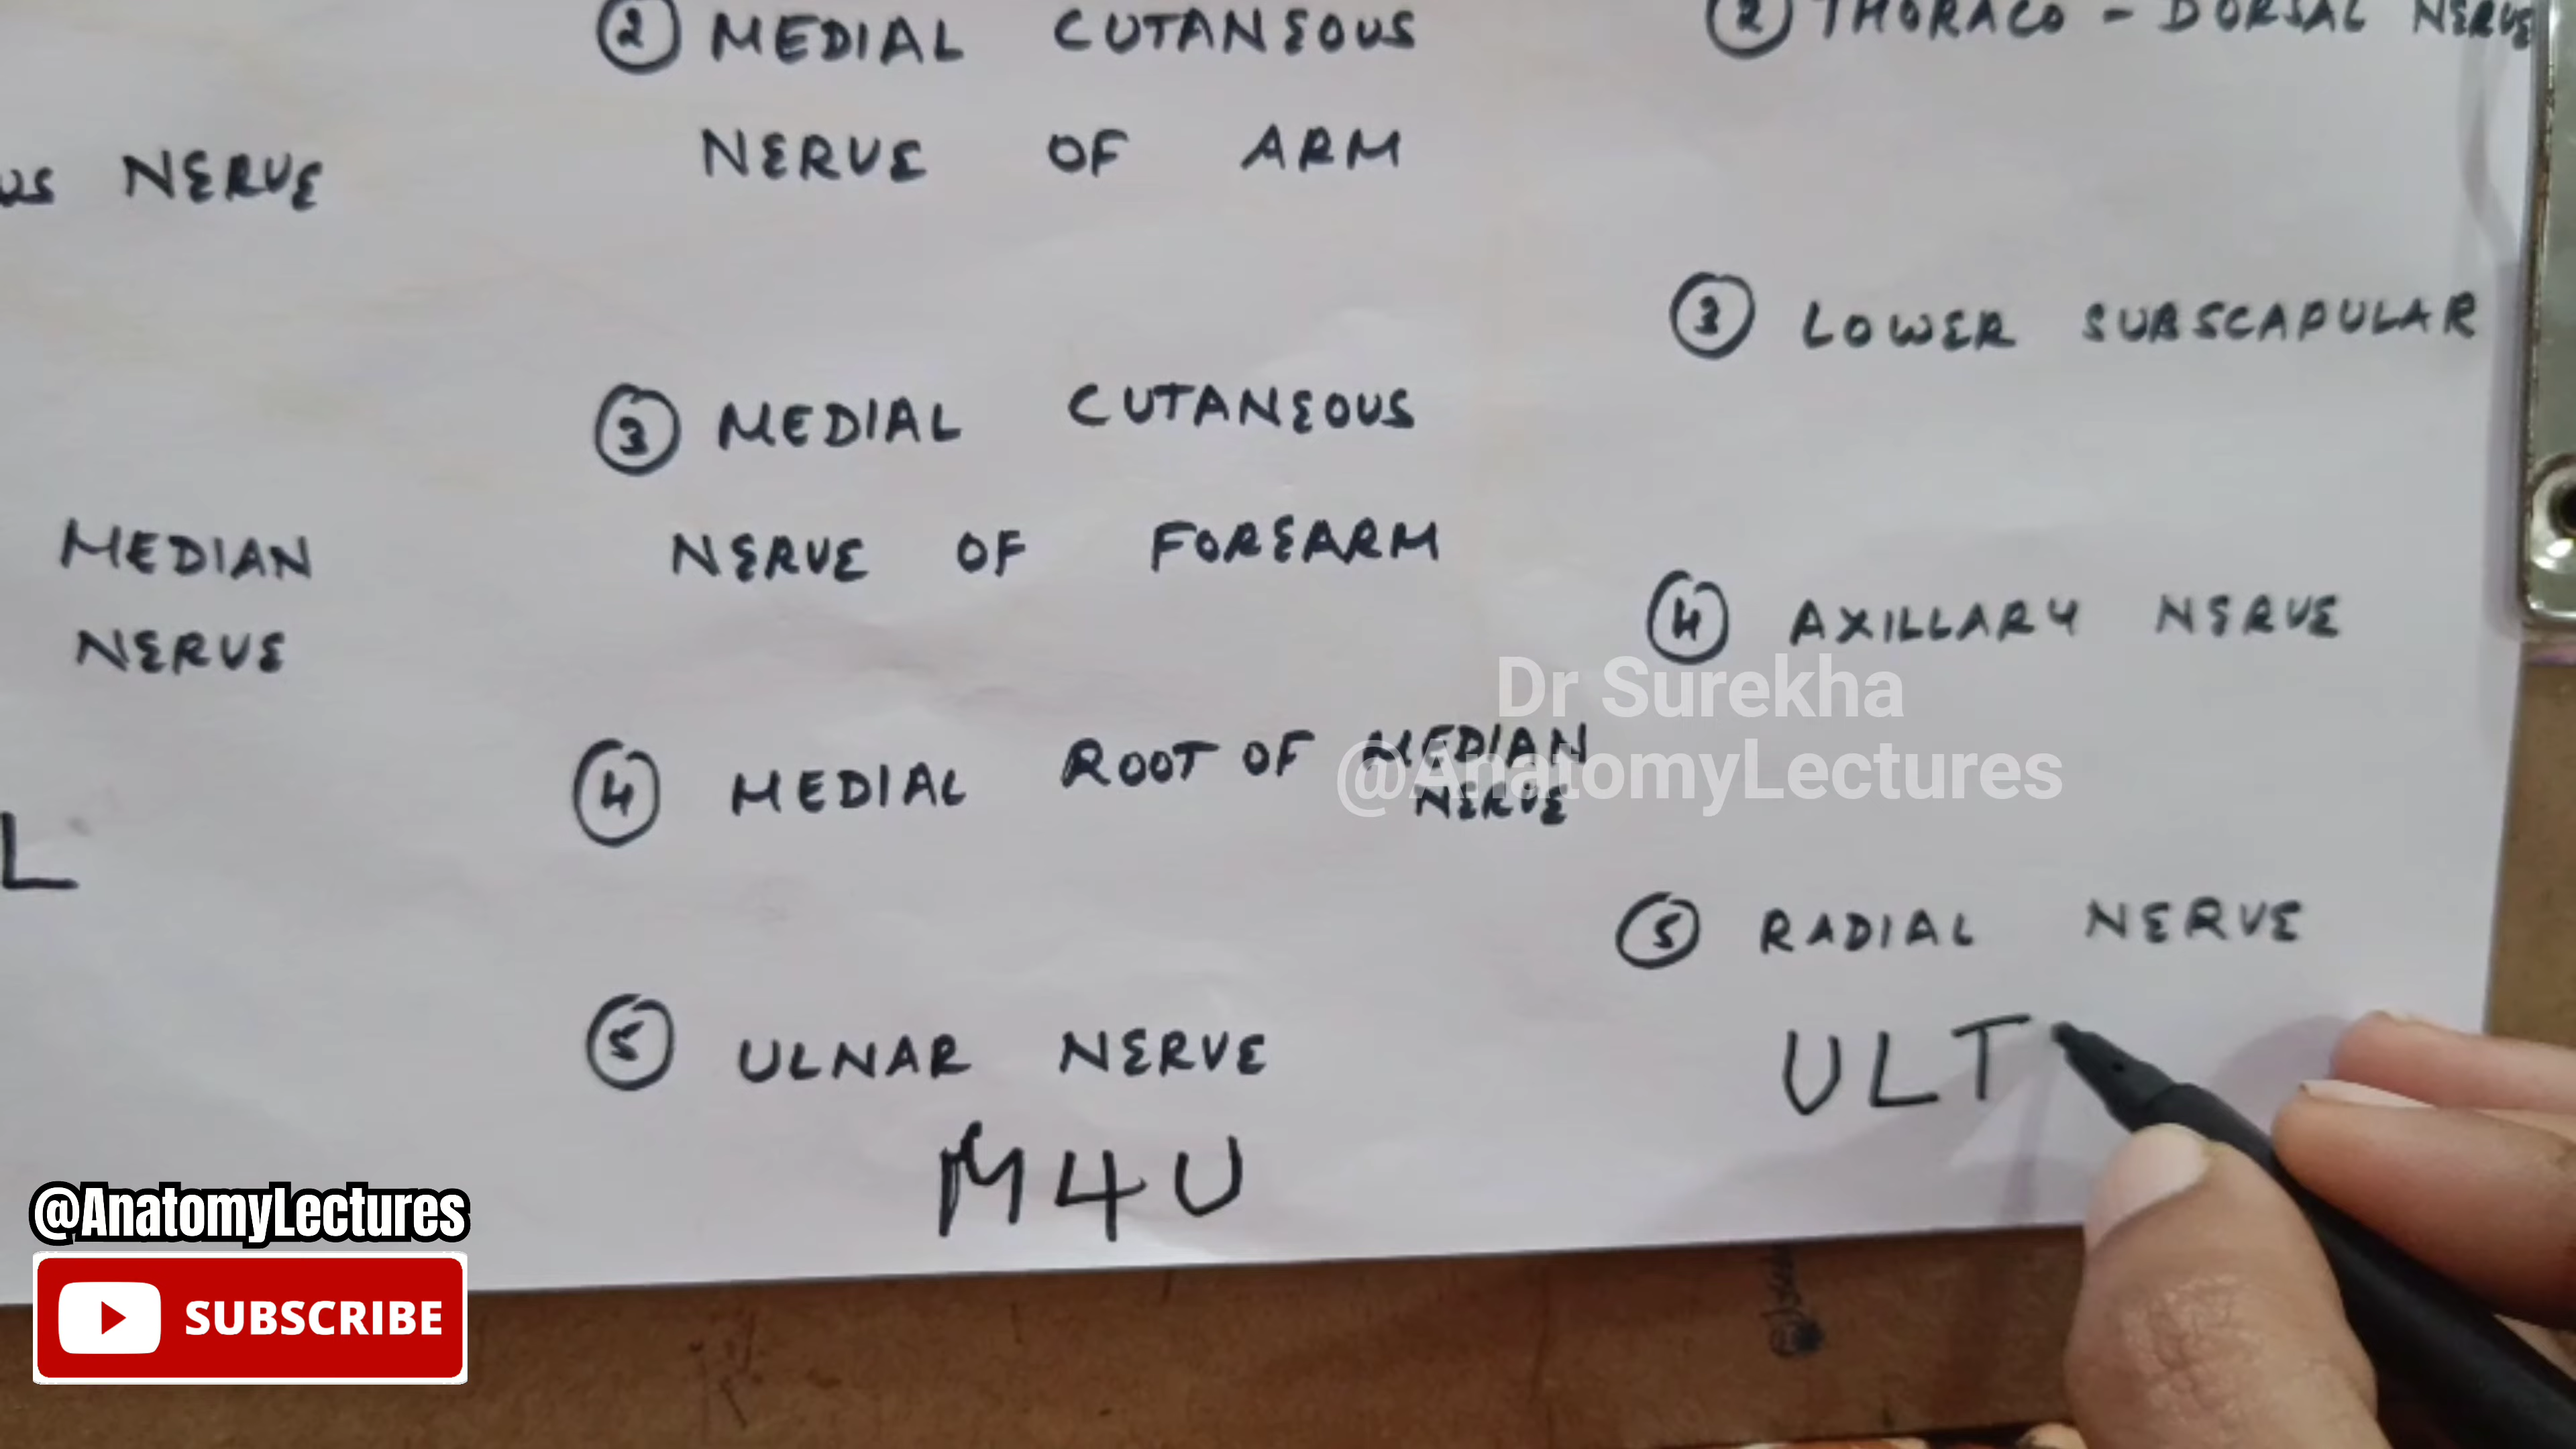 US NERVE
MEDIAN
NERVE
L
② MEDIAL CUTANEOUS
NERVE OF ARM
③ MEDIAL CUTANEOUS
NERVE OF FOREARM
④ MEDIAL ROOT OF MEDIAN
NERVE
⑤ ULNAR NERVE
M4U
② THORACO - DORSAL NERVE
③ LOWER SUBSCAPULAR
④ AXILLARY NERVE
⑤ RADIAL NERVE
ULT
Dr Surekha
@AnatomyLectures
@AnatomyLectures
SUBSCRIBE